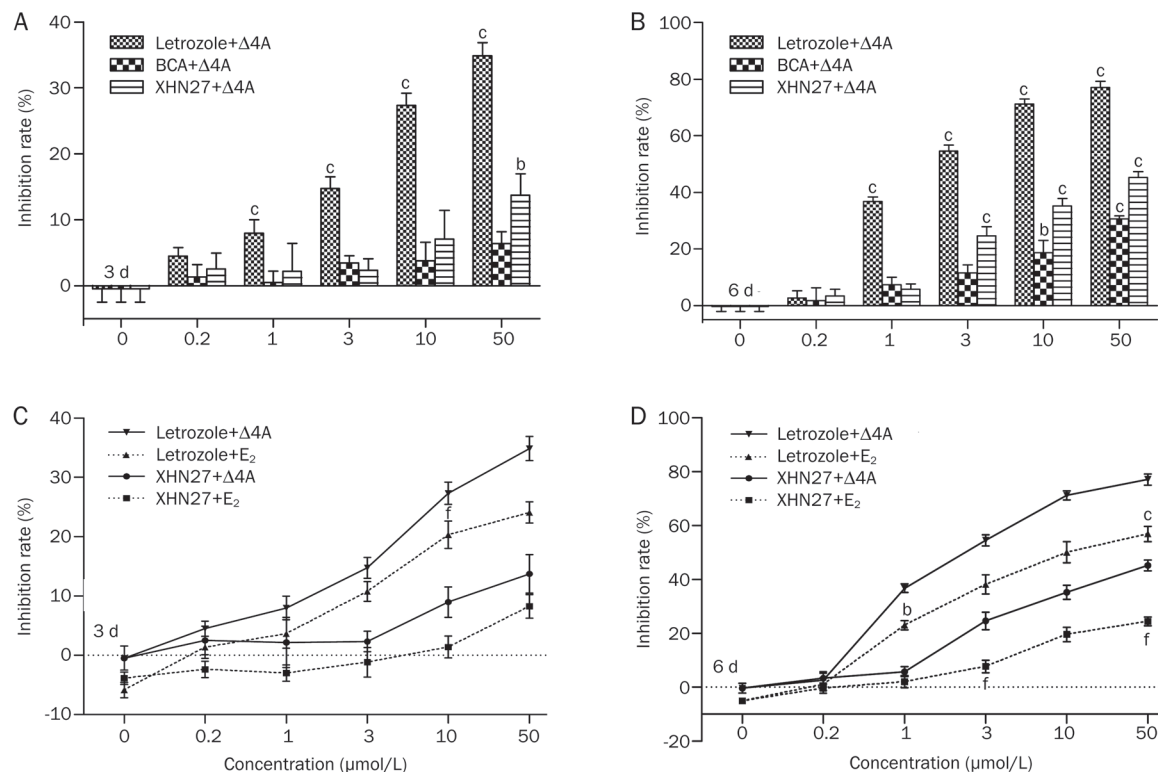 A
Letrozole+Δ4A
BCA+Δ4A
XHN27+Δ4A
Inhibition rate (%)
40
30
20
10
0
3 d
c
c
c
c
b
0 0.2 1 3 10 50
B
Letrozole+Δ4A
BCA+Δ4A
XHN27+Δ4A
Inhibition rate (%)
100
80
60
40
20
0
6 d
c
c
c
c
b
c
c
c
c
0 0.2 1 3 10 50
C
Letrozole+Δ4A
Letrozole+E₂
XHN27+Δ4A
XHN27+E₂
Inhibition rate (%)
40
30
20
10
0
-10
3 d
f
0 0.2 1 3 10 50
Concentration (µmol/L)
D
Letrozole+Δ4A
Letrozole+E₂
XHN27+Δ4A
XHN27+E₂
Inhibition rate (%)
100
80
60
40
20
0
-20
6 d
b
f
c
f
0 0.2 1 3 10 50
Concentration (µmol/L)